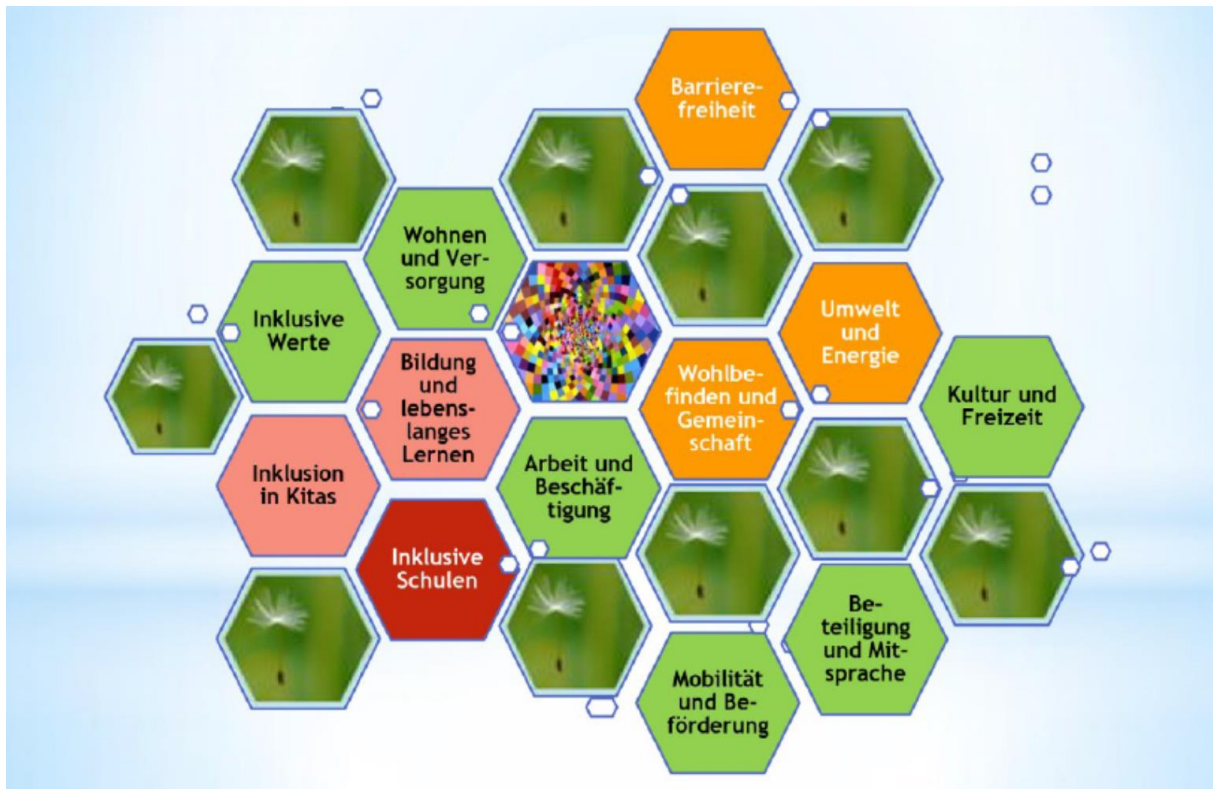 Barriere-
freiheit
Wohnen
und Ver-
sorgung
Inklusive
Werte
Umwelt
und
Energie
Bildung
und
lebens-
langes
Lernen
Wohlbe-
finden und
Gemein-
schaft
Kultur und
Freizeit
Inklusion
in Kitas
Arbeit und
Beschäf-
tigung
Inklusive
Schulen
Be-
teiligung
und Mit-
sprache
Mobilität
und Be-
förderung